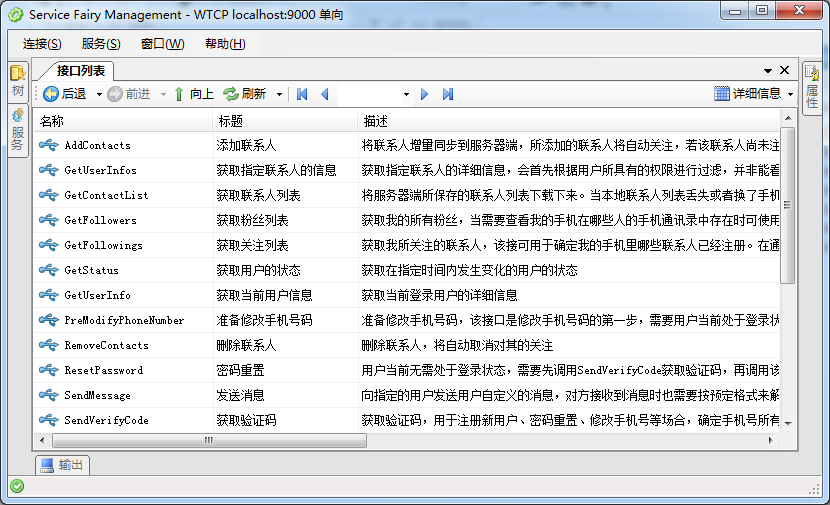 Service Fairy Management - WTCP localhost:9000 单向
连接(S) 服务(S) 窗口(W) 帮助(H)
树
服务
接口列表
后退 前进 向上 刷新 详细信息
属性
名称 标题 描述
AddContacts 添加联系人 将联系人增量同步到服务器端，所添加的联系人将自动关注，若该联系人尚未注
GetUserInfos 获取指定联系人的信息 获取指定联系人的详细信息，会首先根据用户所具有的权限进行过滤，并非能看
GetContactList 获取联系人列表 将服务器端所保存的联系人列表下载下来。当本地联系人列表丢失或者换了手机
GetFollowers 获取粉丝列表 获取我的所有粉丝，当需要查看我的手机在哪些人的手机通讯录中存在时可使用
GetFollowings 获取关注列表 获取我所关注的联系人，该接可用于确定我的手机里哪些联系人已经注册。在通
GetStatus 获取用户的状态 获取在指定时间内发生变化的用户的状态
GetUserInfo 获取当前用户信息 获取当前登录用户的详细信息
PreModifyPhoneNumber 准备修改手机号码 准备修改手机号码，该接口是修改手机号码的第一步，需要用户当前处于登录状
RemoveContacts 删除联系人 删除联系人，将自动取消对其的关注
ResetPassword 密码重置 用户当前无需处于登录状态，需要先调用SendVerifyCode获取验证码，再调用该
SendMessage 发送消息 向指定的用户发送用户自定义的消息，对方接收到消息时也需要按预定格式来解
SendVerifyCode 获取验证码 获取验证码，用于注册新用户、密码重置、修改手机号等场合，确定手机号所有
输出